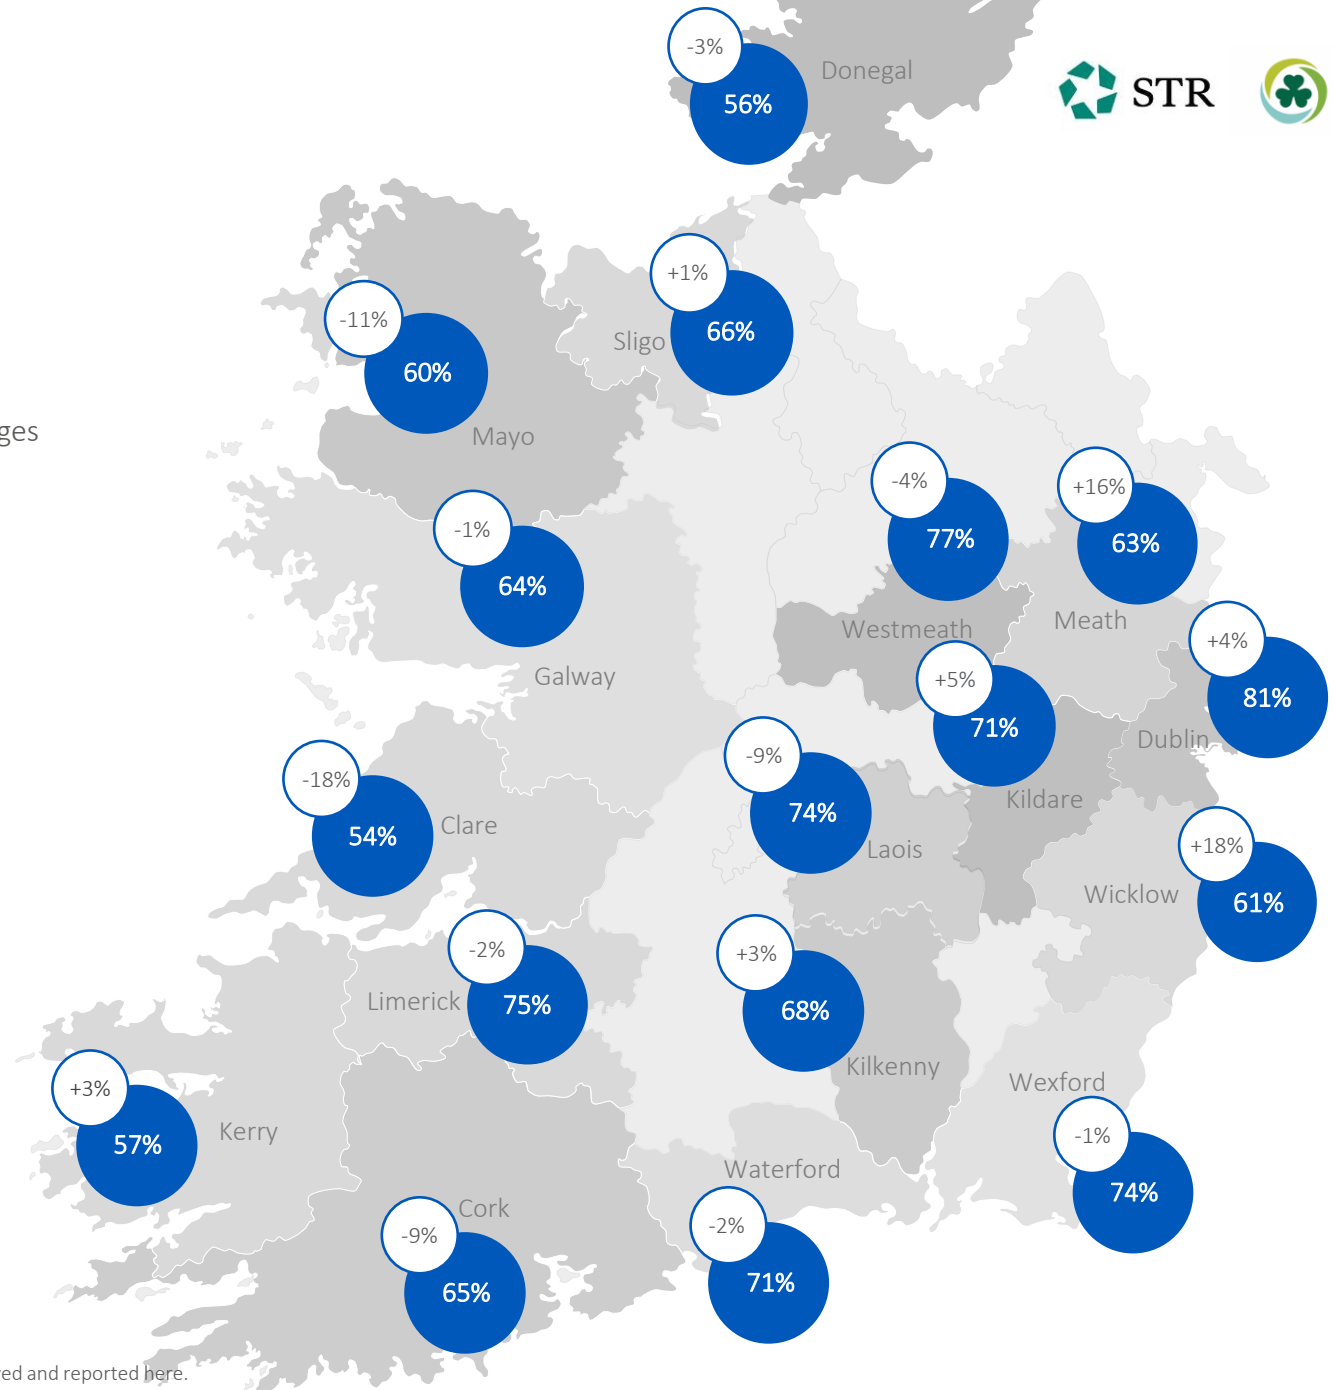 -3%
56%
Donegal
STR
+1%
66%
Sligo
-11%
60%
Mayo
ges
-4%
77%
Westmeath
+16%
63%
Meath
-1%
64%
Galway
+4%
81%
Dublin
+5%
71%
Kildare
-9%
74%
Laois
-18%
54%
Clare
+18%
61%
Wicklow
-2%
75%
Limerick
+3%
68%
Kilkenny
+3%
57%
Kerry
Wexford
-1%
74%
Waterford
-2%
71%
Cork
-9%
65%
ed and reported here.